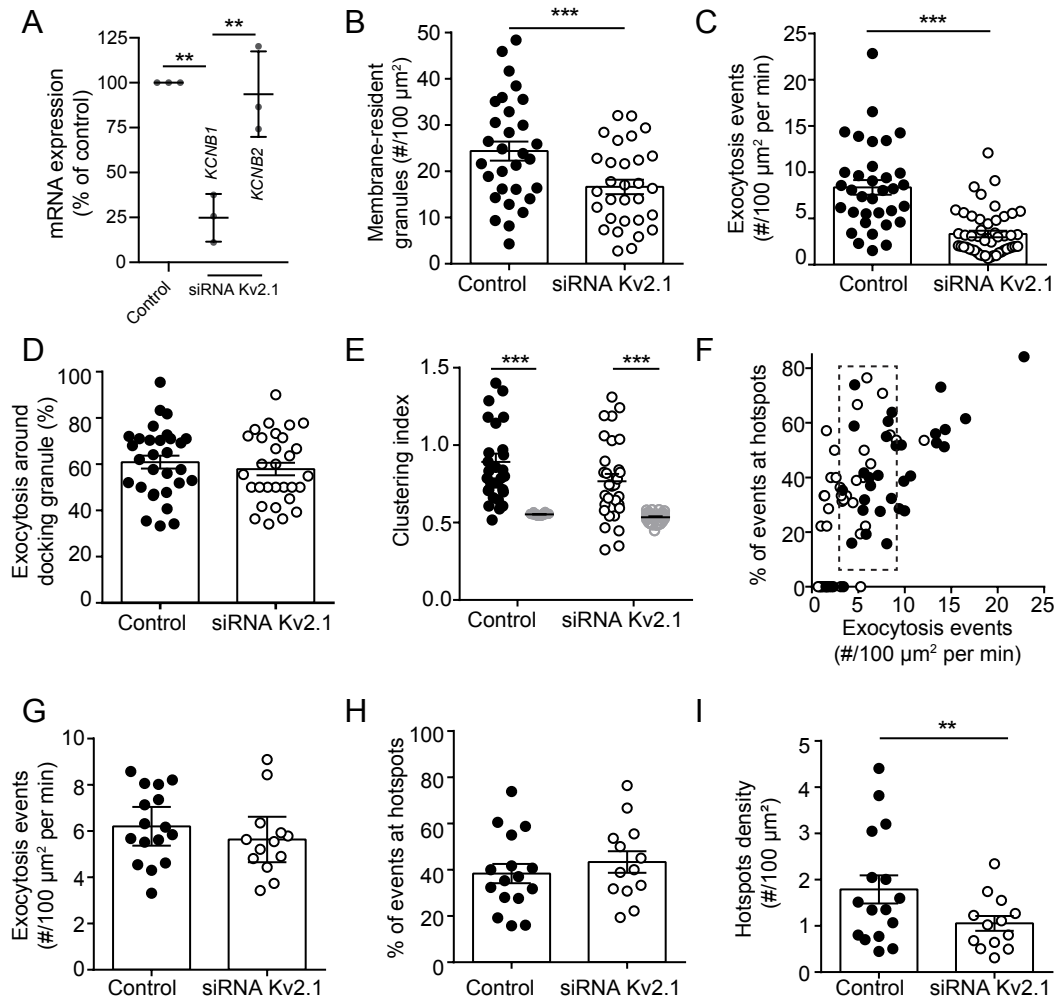 A
mRNA expression
(% of control)
125
100
75
50
25
0
**
**
KCNB1
KCNB2
Control
siRNA Kv2.1
B
Membrane-resident
granules (#/100 µm²)
50
40
30
20
10
0
***
Control
siRNA Kv2.1
C
Exocytosis events
(#/100 µm² per min)
25
20
15
10
5
0
***
Control
siRNA Kv2.1
D
Exocytosis around
docking granule (%)
100
80
60
40
20
0
Control
siRNA Kv2.1
E
Clustering index
1.5
1.0
0.5
0.0
***
***
Control
siRNA Kv2.1
F
% of events at hotspots
80
60
40
20
0
0 5 10 15 20 25
Exocytosis events
(#/100 µm² per min)
G
Exocytosis events
(#/100 µm² per min)
10
8
6
4
2
0
Control
siRNA Kv2.1
H
% of events at hotspots
100
80
60
40
20
0
Control
siRNA Kv2.1
I
Hotspots density
(#/100 µm²)
5
4
3
2
1
0
**
Control
siRNA Kv2.1